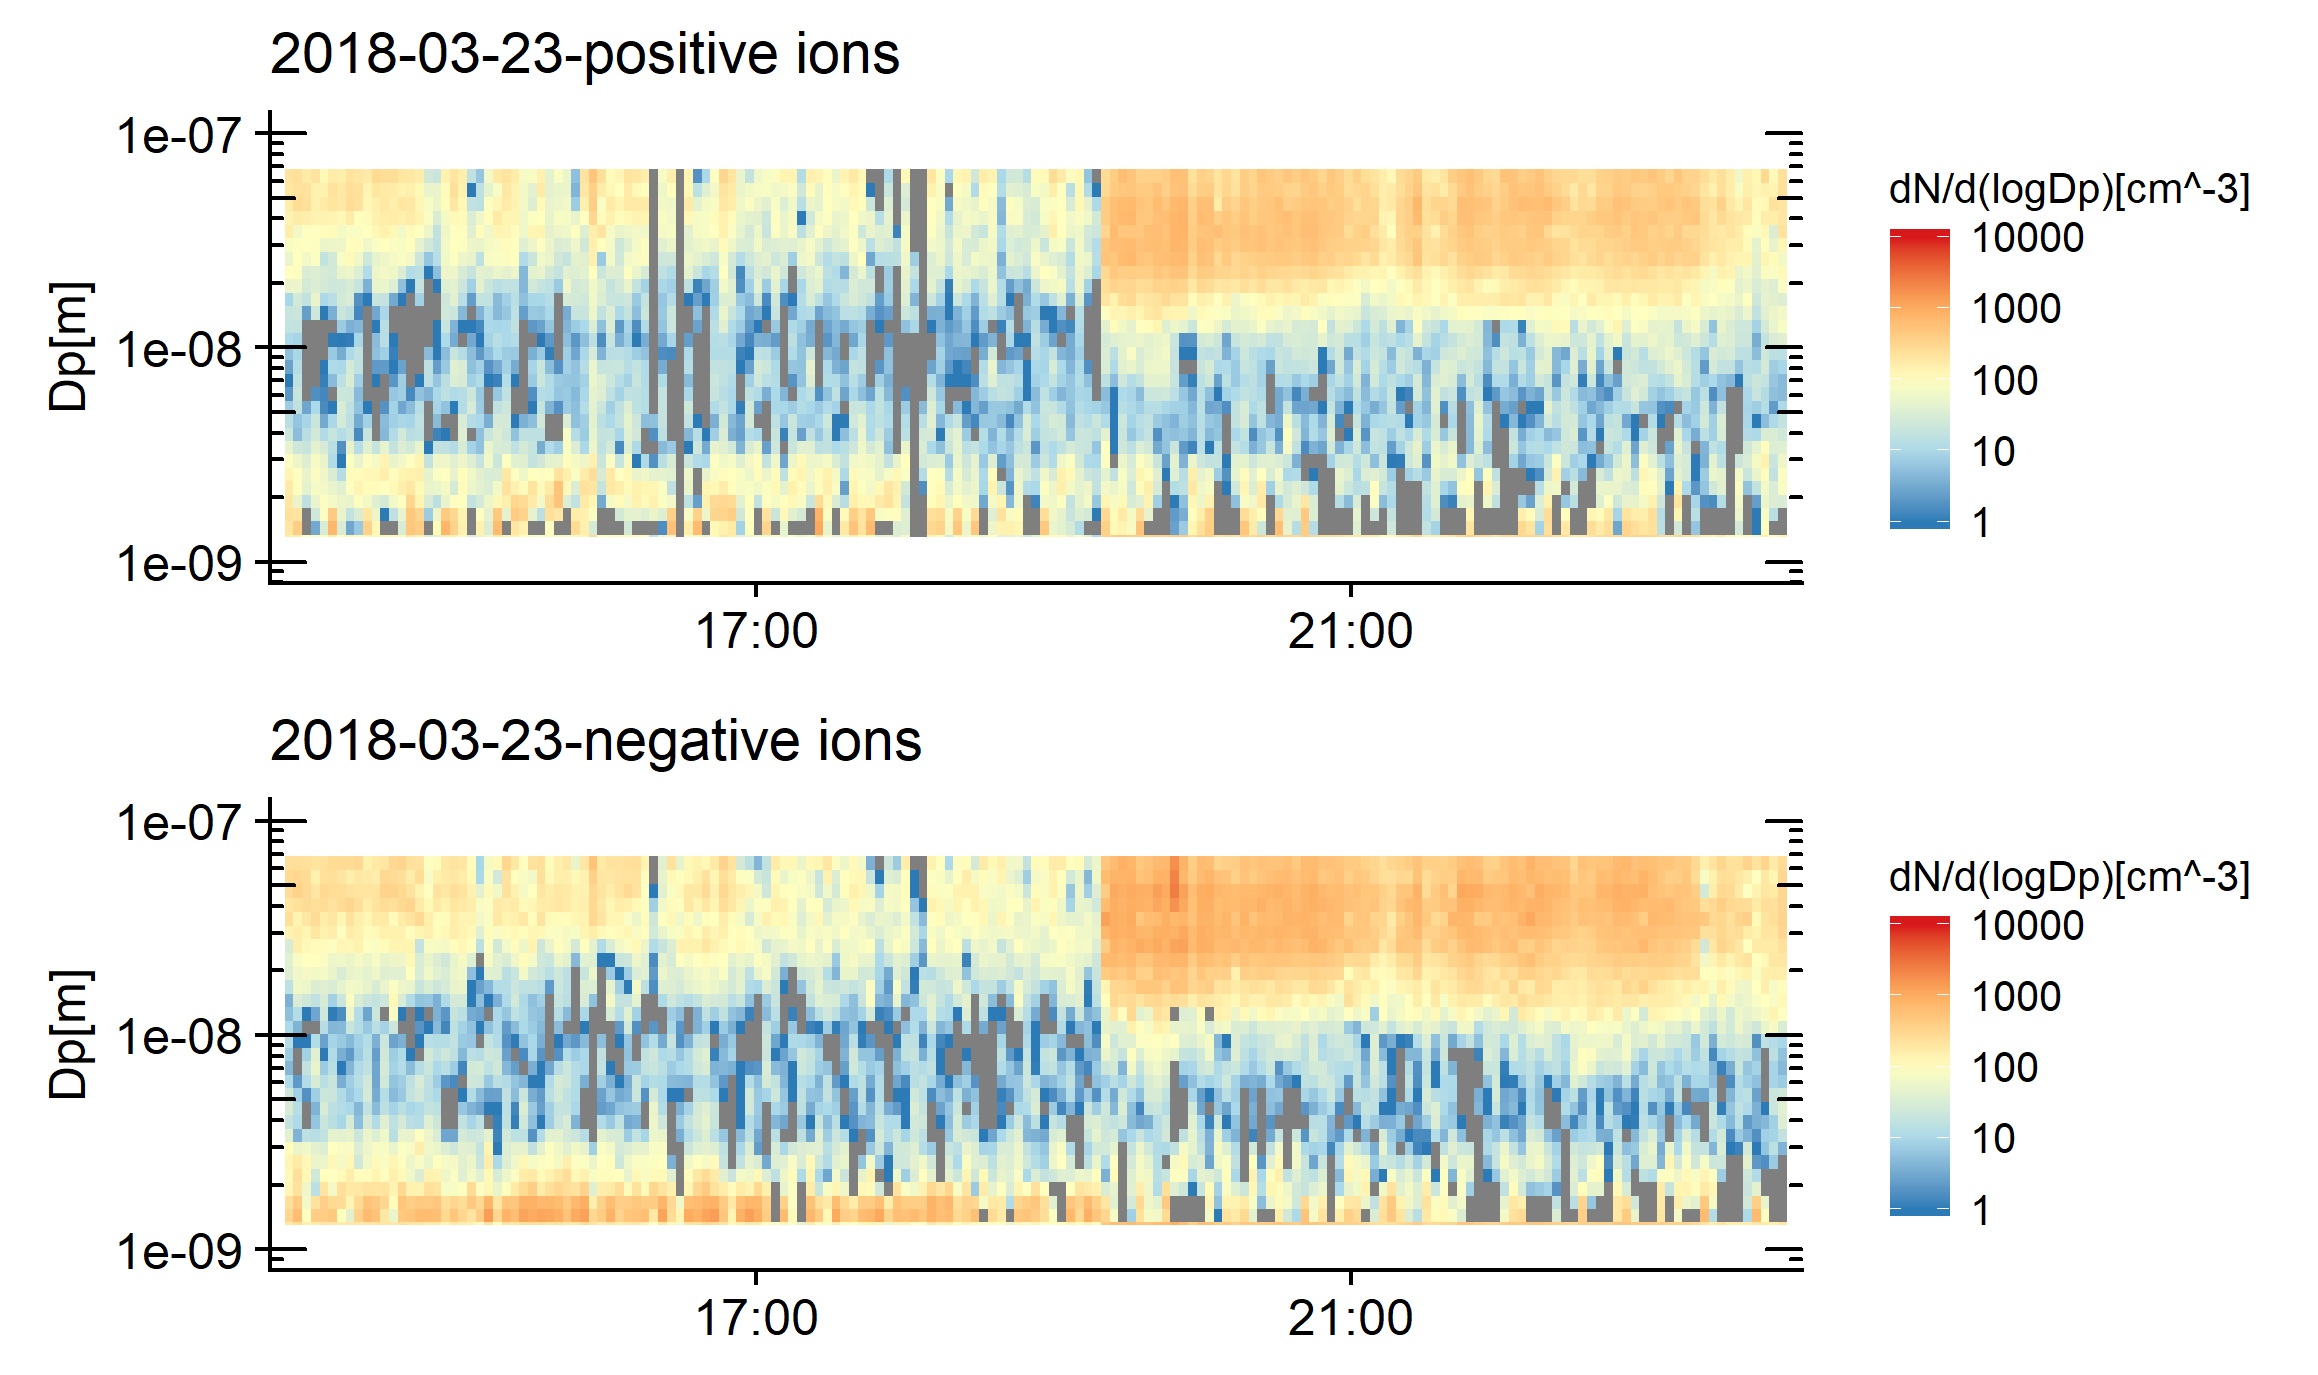 2018-03-23-positive ions
1e-07
1e-08
1e-09
Dp[m]
17:00
21:00
dN/d(logDp)[cm^-3]
10000
1000
100
10
1
2018-03-23-negative ions
1e-07
1e-08
1e-09
Dp[m]
17:00
21:00
dN/d(logDp)[cm^-3]
10000
1000
100
10
1